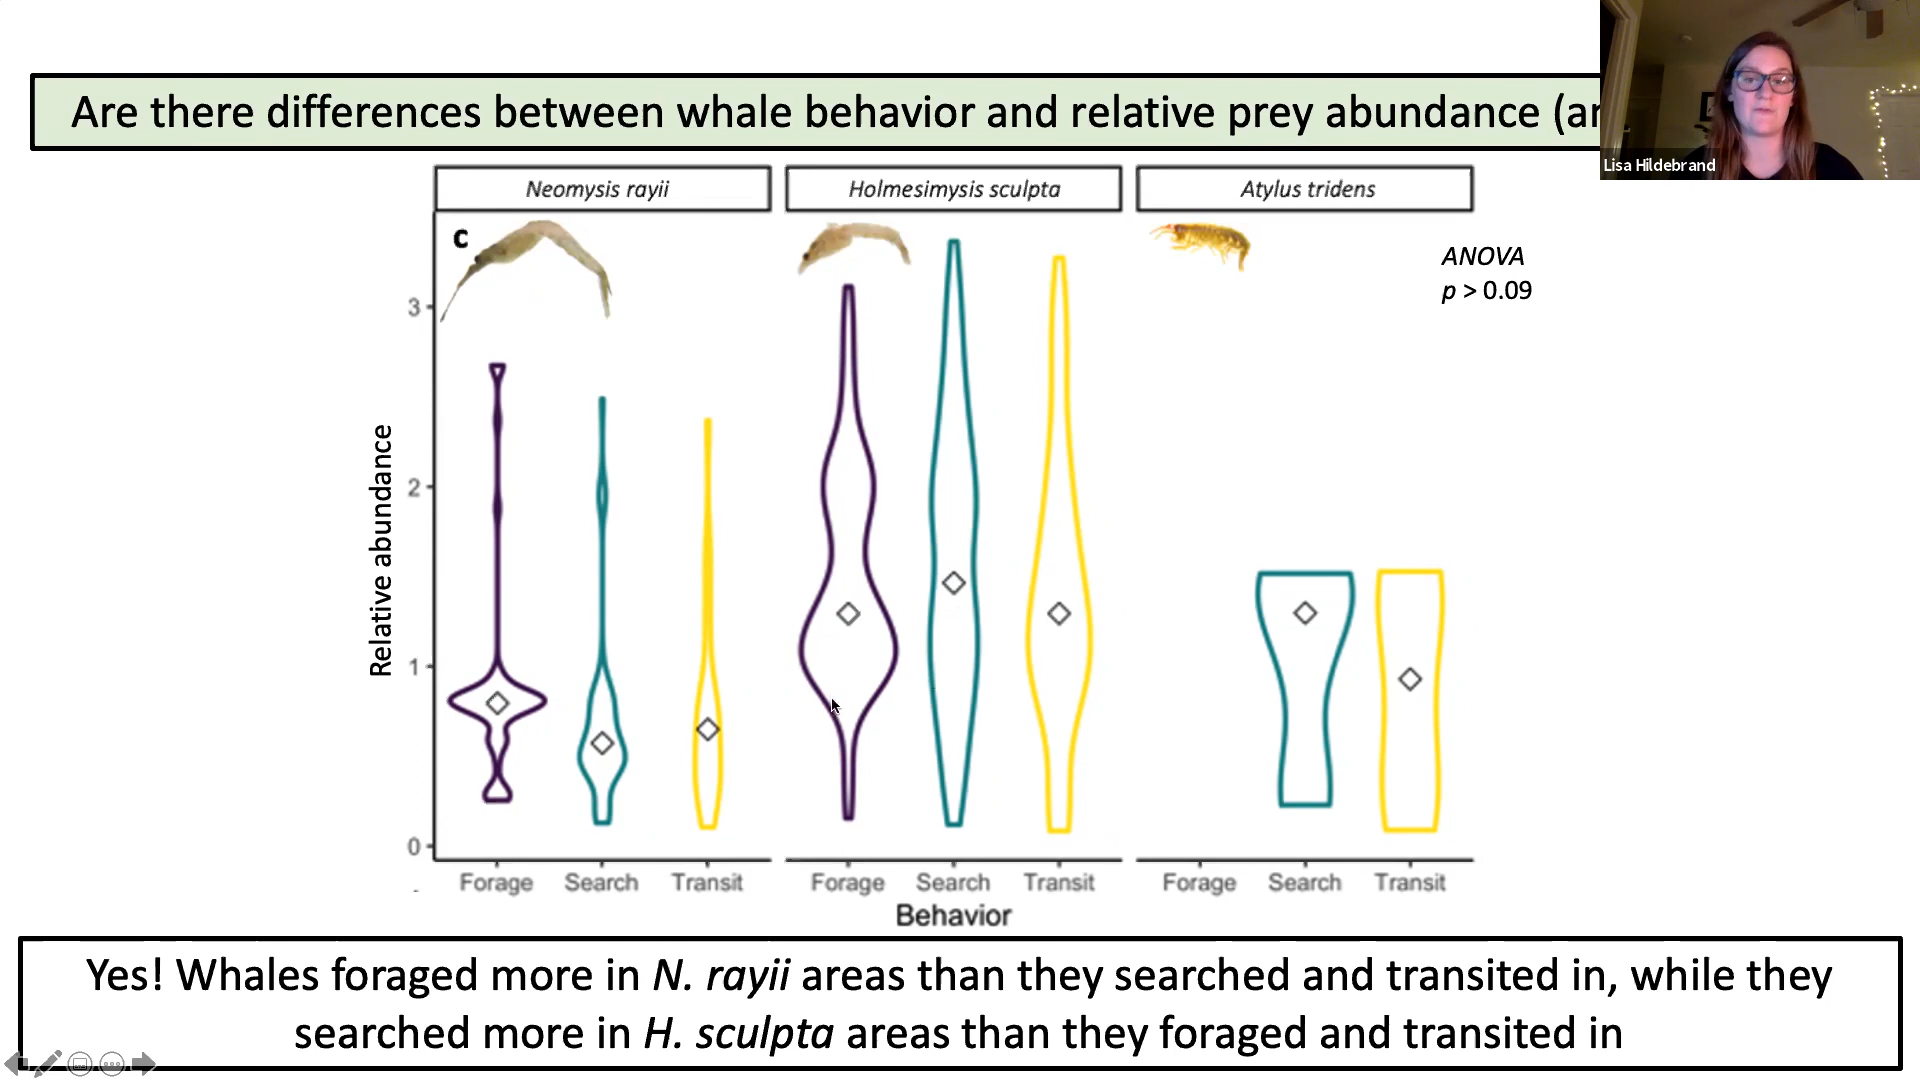 Are there differences between whale behavior and relative prey abundance (ar
Lisa Hildebrand
Neomysis rayii
Holmesimysis sculpta
Atylus tridens
c
ANOVA
p > 0.09
3
2
1
0
Relative abundance
Forage Search Transit
Forage Search Transit
Forage Search Transit
Behavior
Yes! Whales foraged more in N. rayii areas than they searched and transited in, while they
searched more in H. sculpta areas than they foraged and transited in